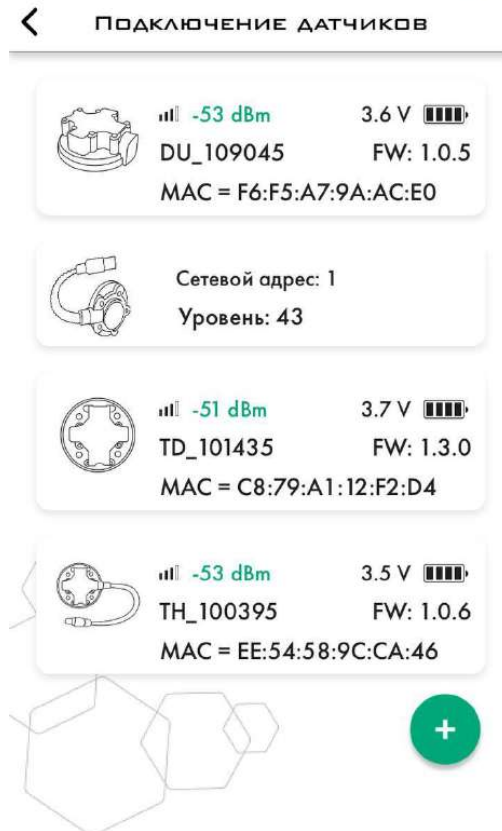 Подключение датчиков
-53 dBm 3.6 V
DU_109045 FW: 1.0.5
MAC = F6:F5:A7:9A:AC:E0
Сетевой адрес: 1
Уровень: 43
-51 dBm 3.7 V
TD_101435 FW: 1.3.0
MAC = C8:79:A1:12:F2:D4
-53 dBm 3.5 V
TH_100395 FW: 1.0.6
MAC = EE:54:58:9C:CA:46
+